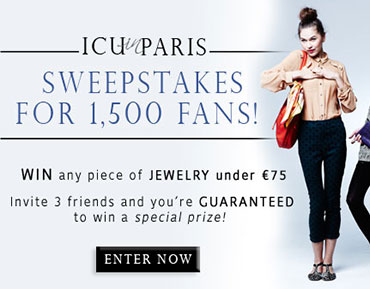 ICU in PARIS
SWEEPSTAKES
FOR 1,500 FANS!
WIN any piece of JEWELRY under €75
Invite 3 friends and you're GUARANTEED
to win a special prize!
ENTER NOW